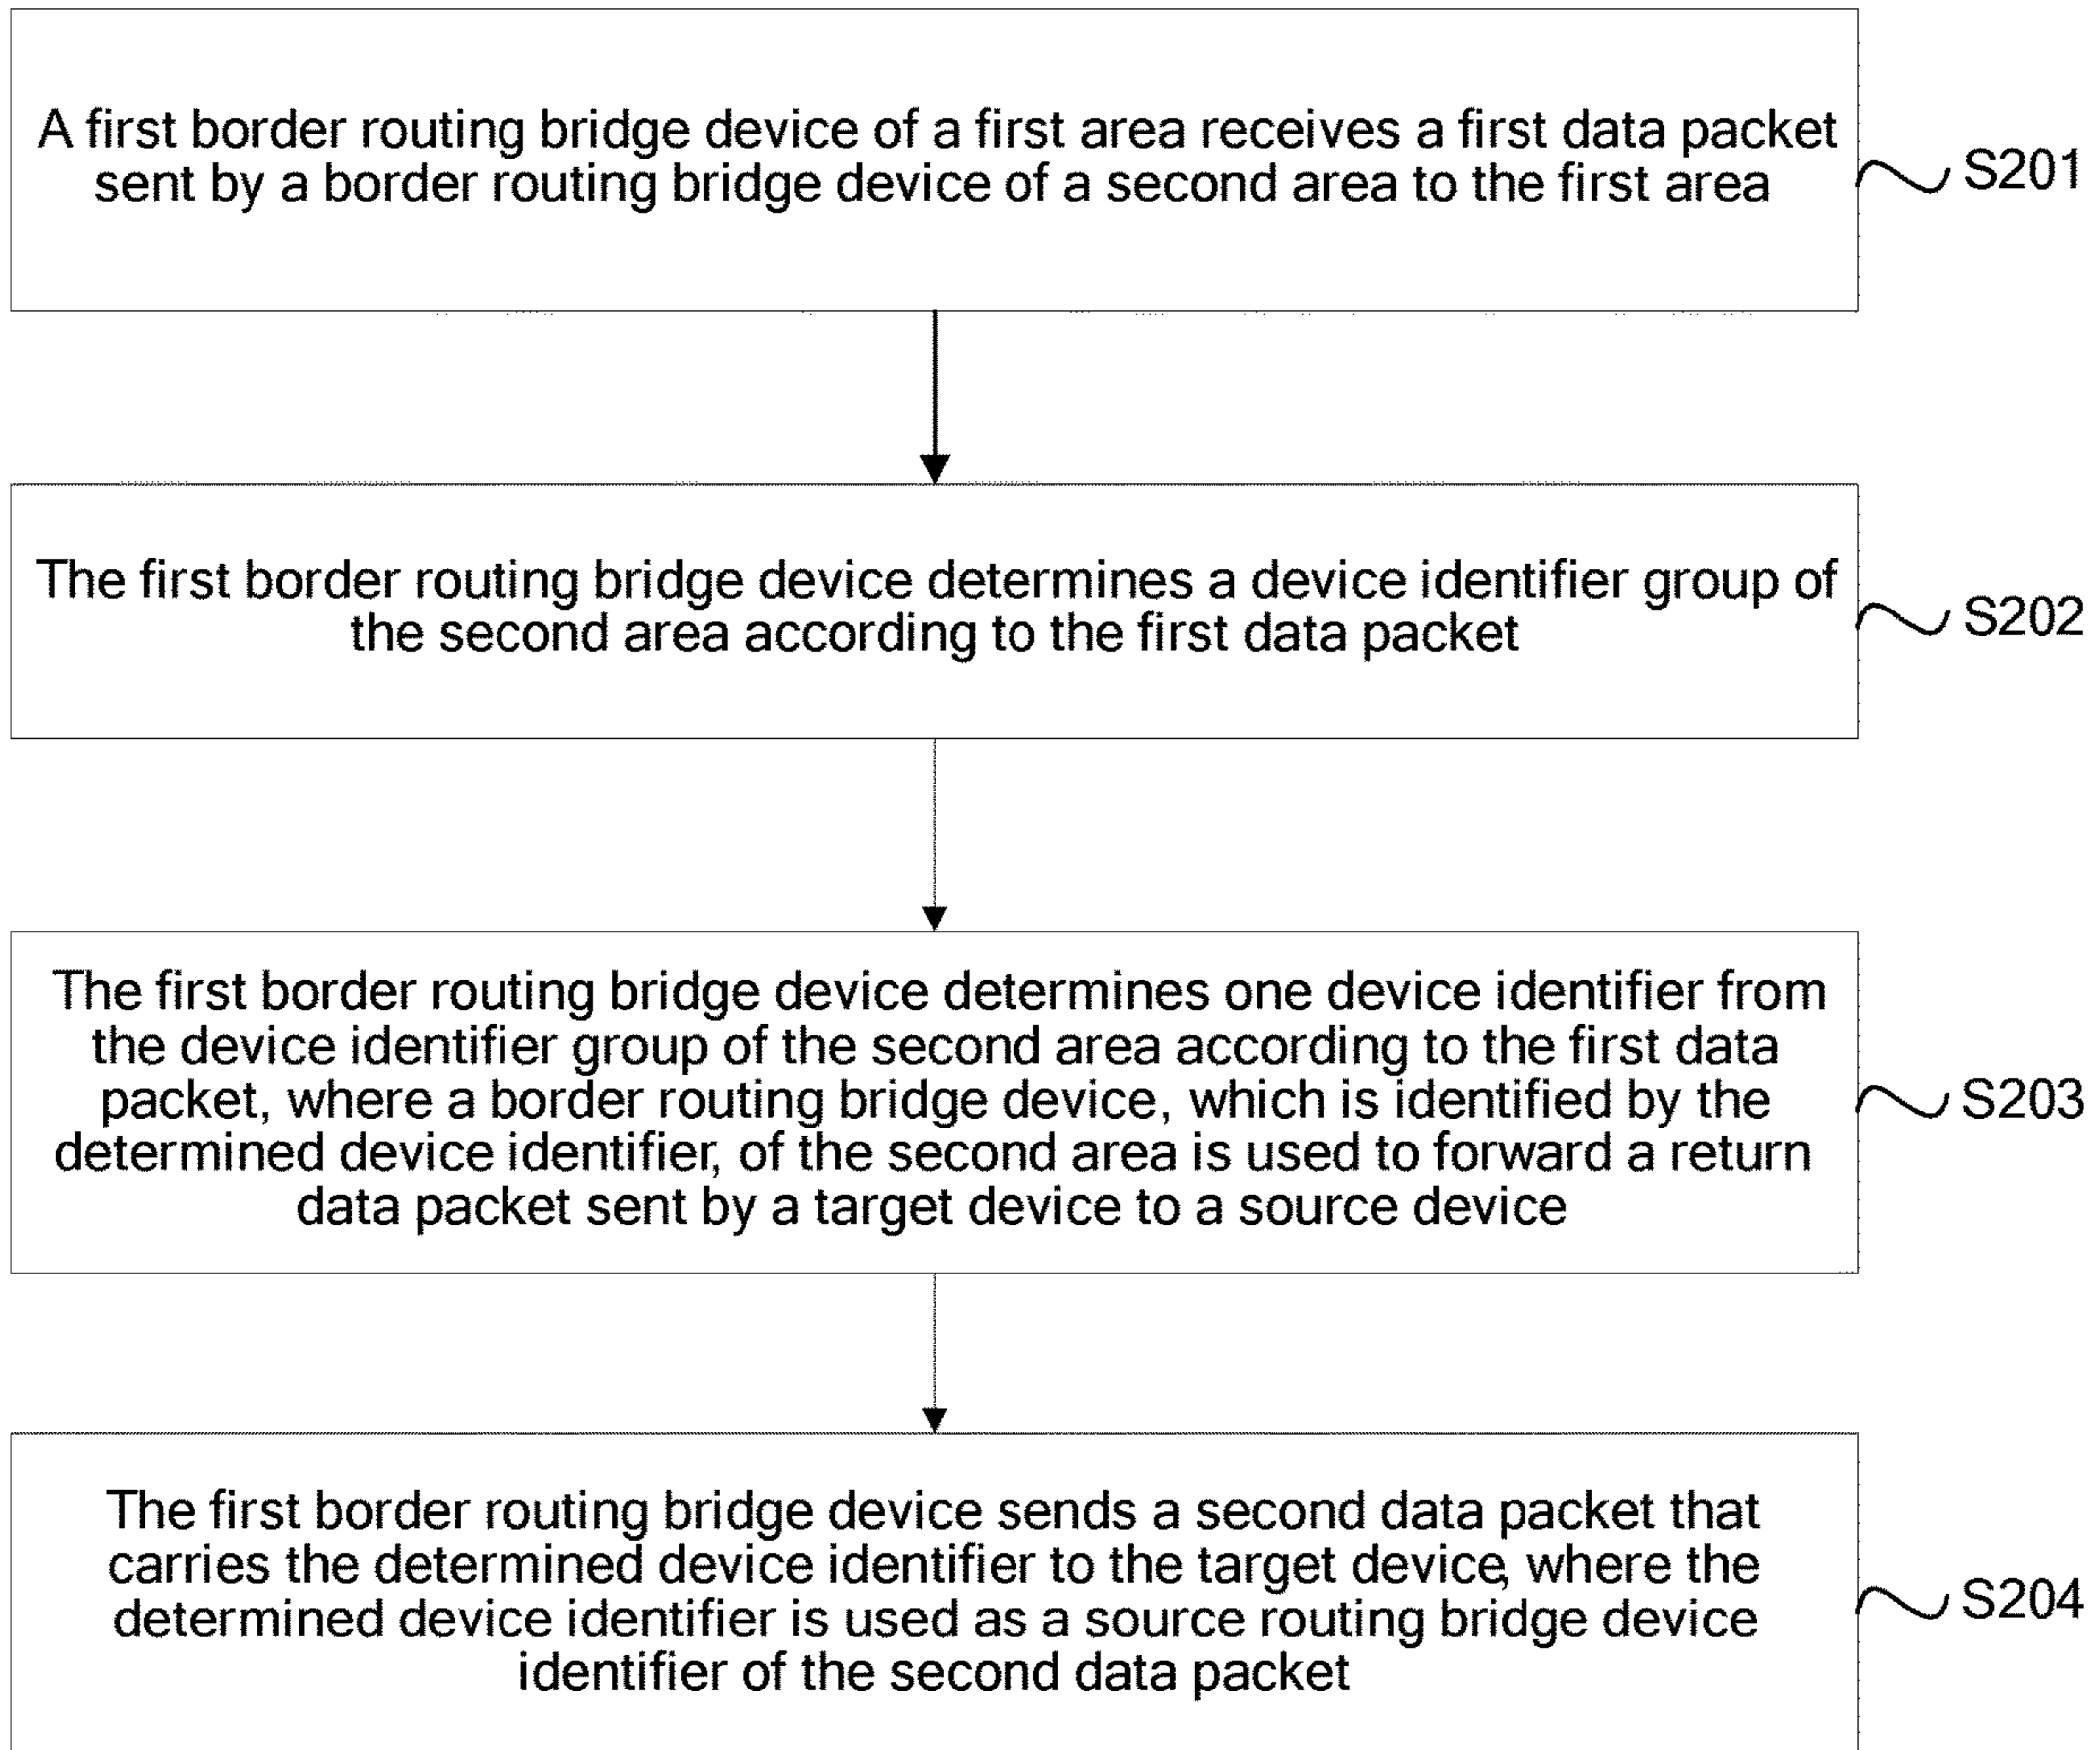 A first border routing bridge device of a first area receives a first data packet
sent by a border routing bridge device of a second area to the first area
S201
The first border routing bridge device determines a device identifier group of
the second area according to the first data packet
S202
The first border routing bridge device determines one device identifier from
the device identifier group of the second area according to the first data
packet, where a border routing bridge device, which is identified by the
determined device identifier, of the second area is used to forward a return
data packet sent by a target device to a source device
S203
The first border routing bridge device sends a second data packet that
carries the determined device identifier to the target device, where the
determined device identifier is used as a source routing bridge device
identifier of the second data packet
S204